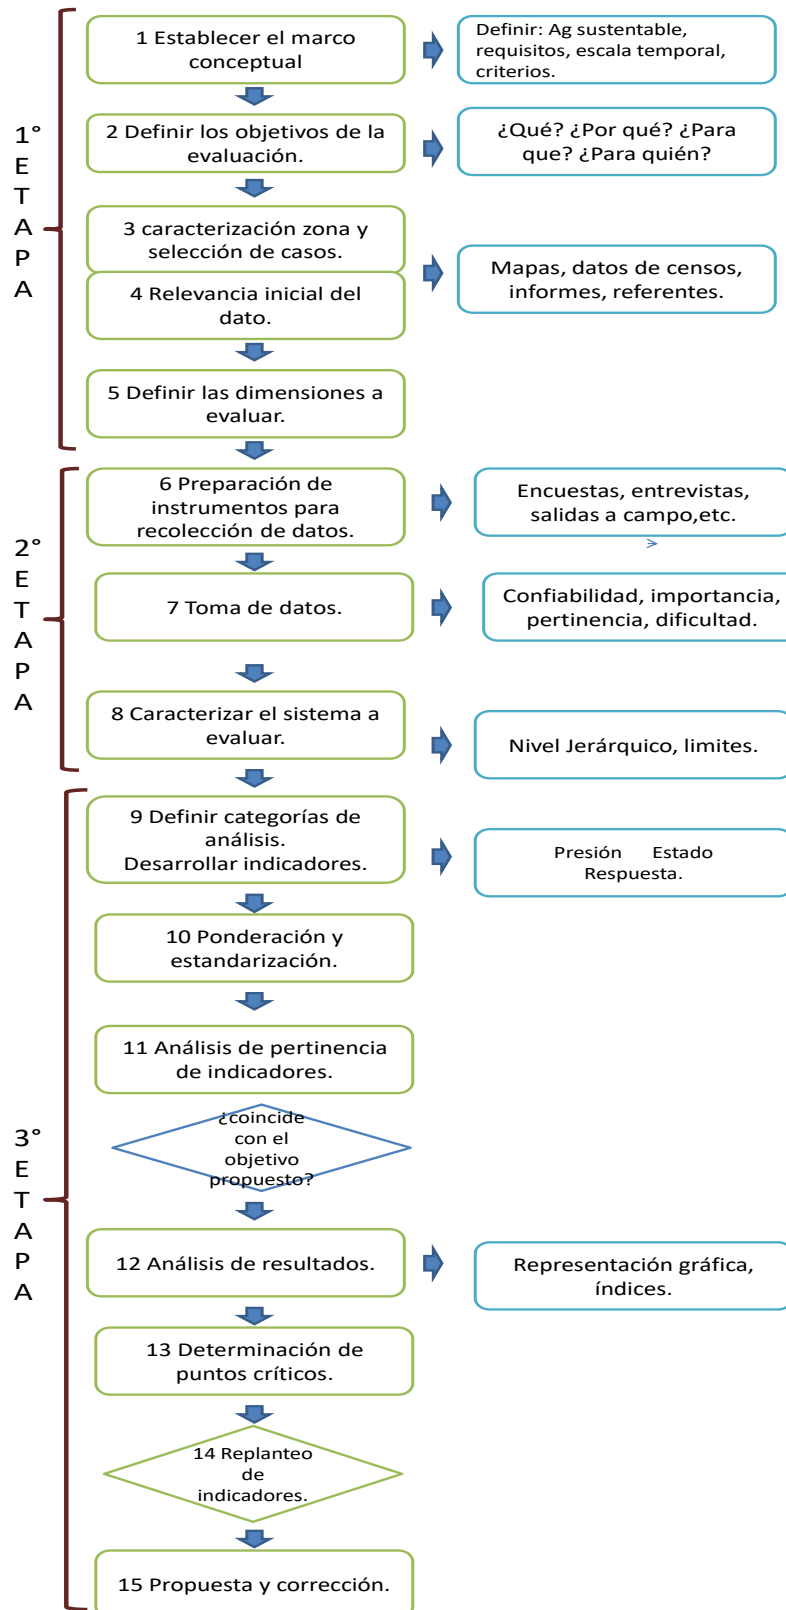 1°
E
T
A
P
A
1 Establecer el marco
conceptual
Definir: Ag sustentable,
requisitos, escala temporal,
criterios.
2 Definir los objetivos de la
evaluación.
¿Qué? ¿Por qué? ¿Para
que? ¿Para quién?
3 caracterización zona y
selección de casos.
4 Relevancia inicial del
dato.
Mapas, datos de censos,
informes, referentes.
5 Definir las dimensiones a
evaluar.
2°
E
T
A
P
A
6 Preparación de
instrumentos para
recolección de datos.
Encuestas, entrevistas,
salidas a campo,etc.
7 Toma de datos.
Confiabilidad, importancia,
pertinencia, dificultad.
8 Caracterizar el sistema a
evaluar.
Nivel Jerárquico, limites.
3°
E
T
A
P
A
9 Definir categorías de
análisis.
Desarrollar indicadores.
Presión Estado
Respuesta.
10 Ponderación y
estandarización.
11 Análisis de pertinencia
de indicadores.
¿coincide
con el
objetivo
propuesto?
12 Análisis de resultados.
Representación gráfica,
índices.
13 Determinación de
puntos críticos.
14 Replanteo
de
indicadores.
15 Propuesta y corrección.